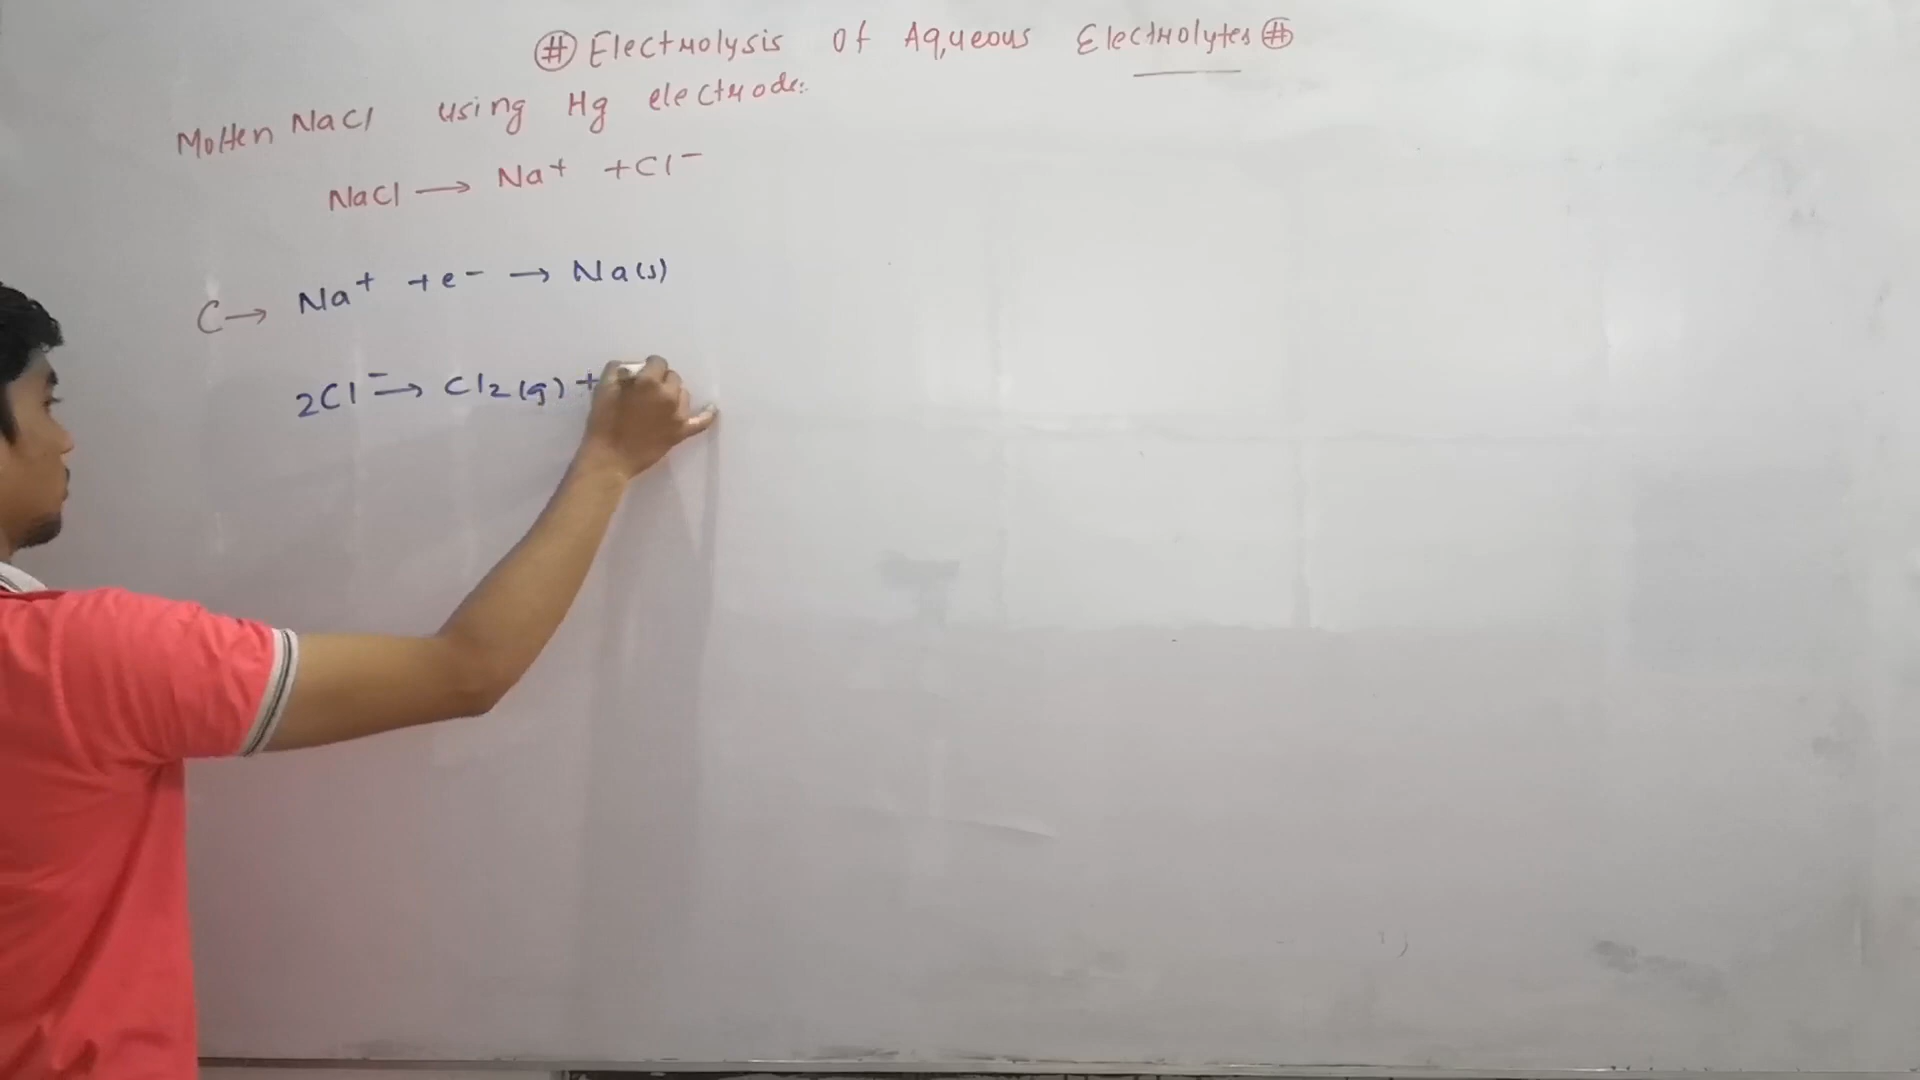 # Electrolysis of Aqueous Electrolytes #
Molten NaCl using Hg electrode:
NaCl → Na⁺ + Cl⁻
C → Na⁺ + e⁻ → Na(s)
2Cl⁻ → Cl₂(g) +